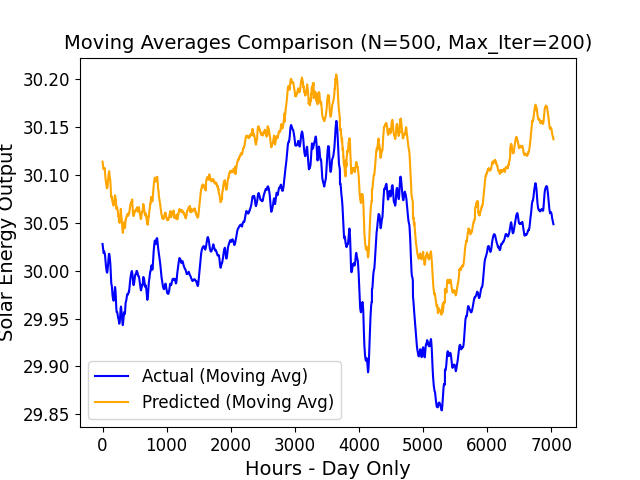 Moving Averages Comparison (N=500, Max_Iter=200)
Solar Energy Output
30.20
30.15
30.10
30.05
30.00
29.95
29.90
29.85
Actual (Moving Avg)
Predicted (Moving Avg)
0 1000 2000 3000 4000 5000 6000 7000
Hours - Day Only